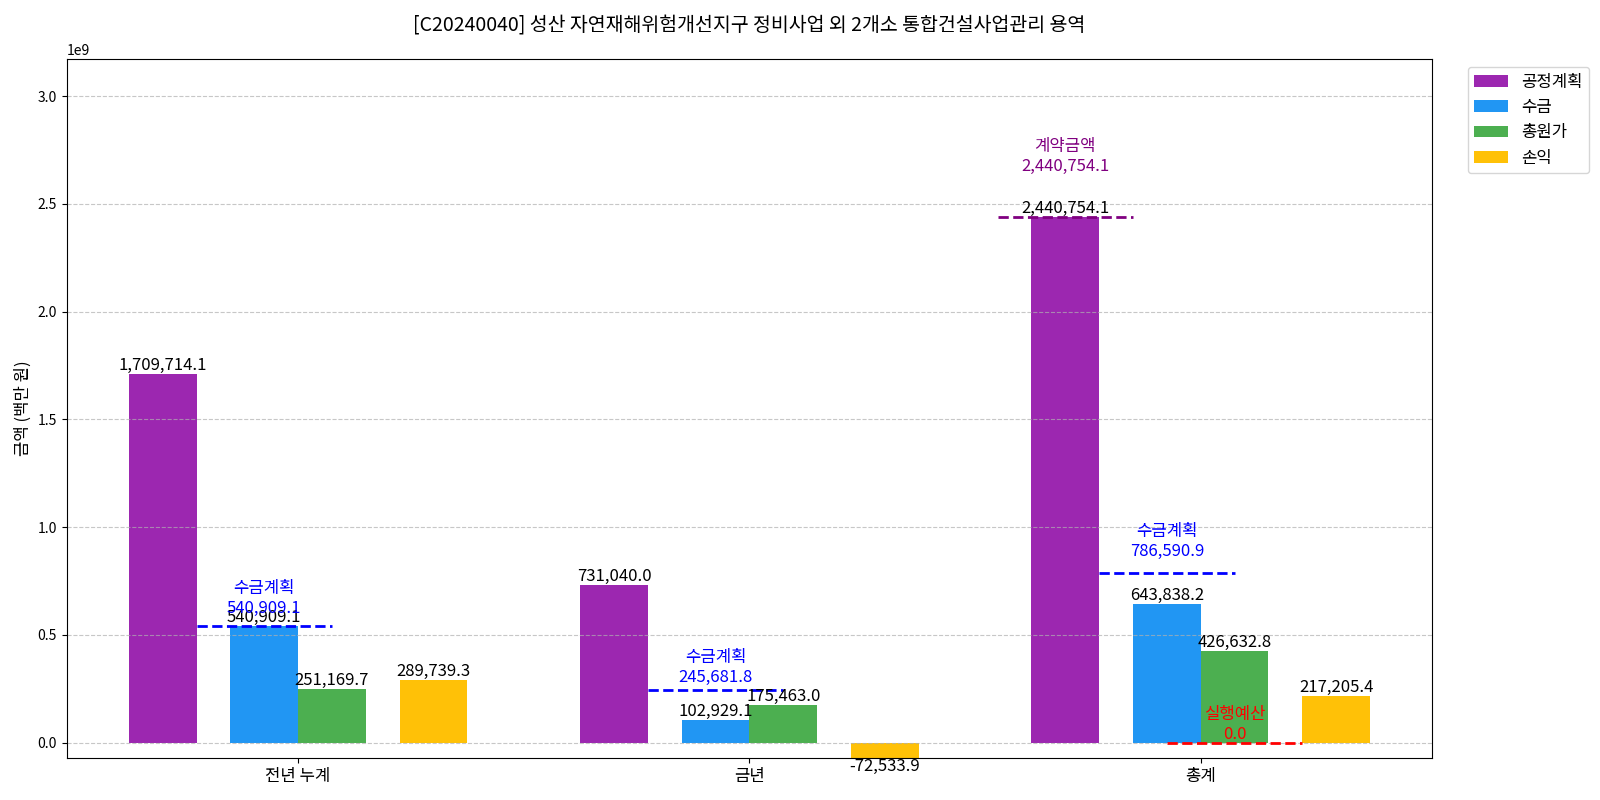 [C20240040] 성산 자연재해위험개선지구 정비사업 외 2개소 통합건설사업관리 용역
1e9
금액 (백만 원)
3.0
2.5
2.0
1.5
1.0
0.5
0.0
공정계획
수금
총원가
손익
1,709,714.1
수금계획
540,909.1
540,909.1
251,169.7
289,739.3
731,040.0
수금계획
245,681.8
102,929.1
175,463.0
-72,533.9
계약금액
2,440,754.1
2,440,754.1
수금계획
786,590.9
643,838.2
426,632.8
실행예산
0.0
217,205.4
전년 누계
금년
총계